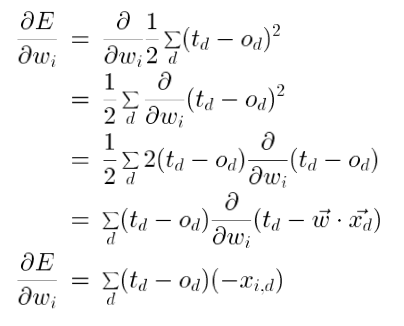 ∂E/∂w_i = ∂/∂w_i 1/2 ∑_d (t_d − o_d)^2
= 1/2 ∑_d ∂/∂w_i (t_d − o_d)^2
= 1/2 ∑_d 2(t_d − o_d) ∂/∂w_i (t_d − o_d)
= ∑_d (t_d − o_d) ∂/∂w_i (t_d − w⃗ · x⃗_d)
∂E/∂w_i = ∑_d (t_d − o_d)(−x_{i,d})